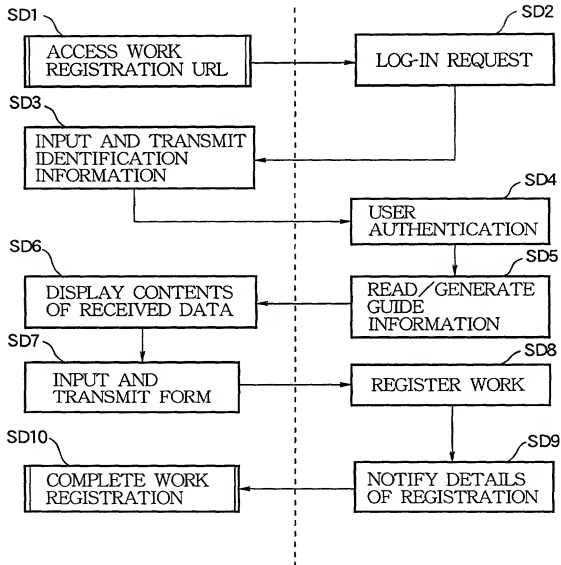 SD1
ACCESS WORK
REGISTRATION URL
SD2
LOG-IN REQUEST
SD3
INPUT AND TRANSMIT
IDENTIFICATION
INFORMATION
SD4
USER
AUTHENTICATION
SD5
READ/GENERATE
GUIDE
INFORMATION
SD6
DISPLAY CONTENTS
OF RECEIVED DATA
SD7
INPUT AND
TRANSMIT FORM
SD8
REGISTER WORK
SD9
NOTIFY DETAILS
OF REGISTRATION
SD10
COMPLETE WORK
REGISTRATION